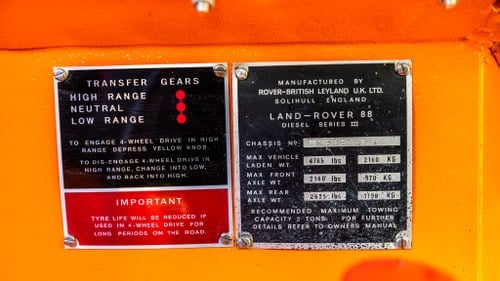 TRANSFER GEARS
HIGH RANGE
NEUTRAL
LOW RANGE
TO ENGAGE 4-WHEEL DRIVE IN HIGH
RANGE DEPRESS YELLOW KNOB.
TO DIS-ENGAGE 4-WHEEL DRIVE IN
HIGH RANGE, CHANGE INTO LOW,
AND BACK INTO HIGH.
IMPORTANT
TYRE LIFE WILL BE REDUCED IF
USED IN 4-WHEEL DRIVE FOR
LONG PERIODS ON THE ROAD.
MANUFACTURED BY
ROVER-BRITISH LEYLAND U.K. LTD.
SOLIHULL ENGLAND
LAND-ROVER 88
DIESEL SERIES III
CHASSIS No
MAX VEHICLE
LADEN WT. lbs 2160 KG
MAX FRONT
AXLE WT. 2140 lbs 970 KG
MAX REAR
AXLE WT. lbs 1190 KG
RECOMMENDED MAXIMUM TOWING
CAPACITY 2 TONS. FOR FURTHER
DETAILS REFER TO OWNERS MANUAL